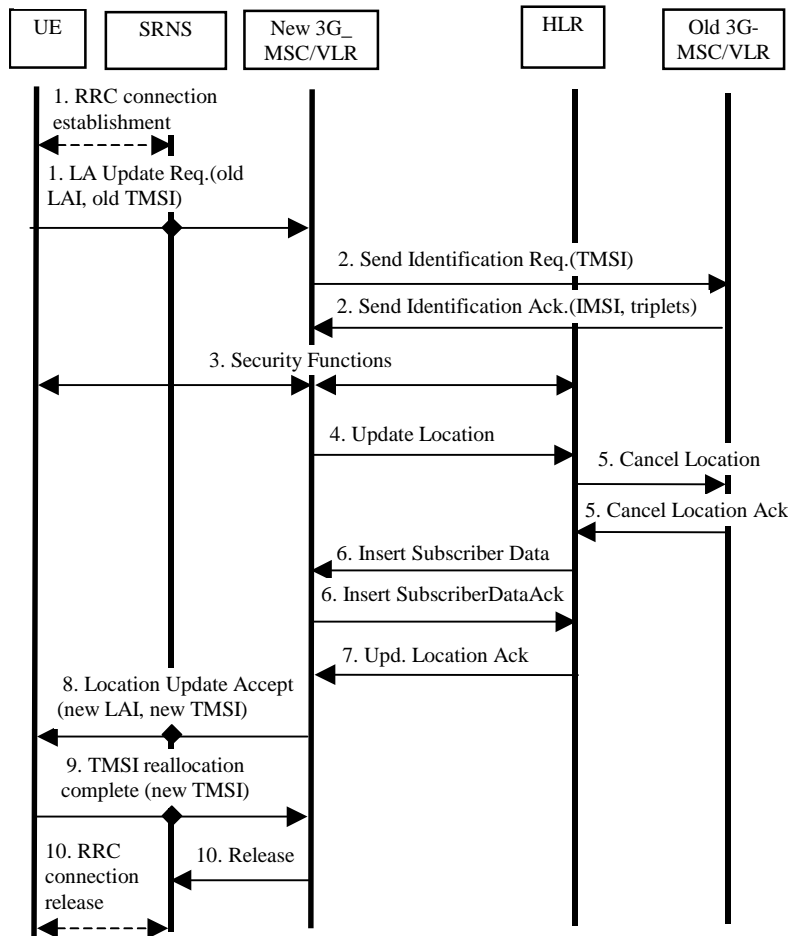 UE
SRNS
New 3G_
MSC/VLR
HLR
Old 3G-
MSC/VLR
1. RRC connection
establishment
1. LA Update Req.(old
LAI, old TMSI)
2. Send Identification Req.(TMSI)
2. Send Identification Ack.(IMSI, triplets)
3. Security Functions
4. Update Location
5. Cancel Location
5. Cancel Location Ack
6. Insert Subscriber Data
6. Insert SubscriberDataAck
7. Upd. Location Ack
8. Location Update Accept
(new LAI, new TMSI)
9. TMSI reallocation
complete (new TMSI)
10. RRC
connection
release
10. Release